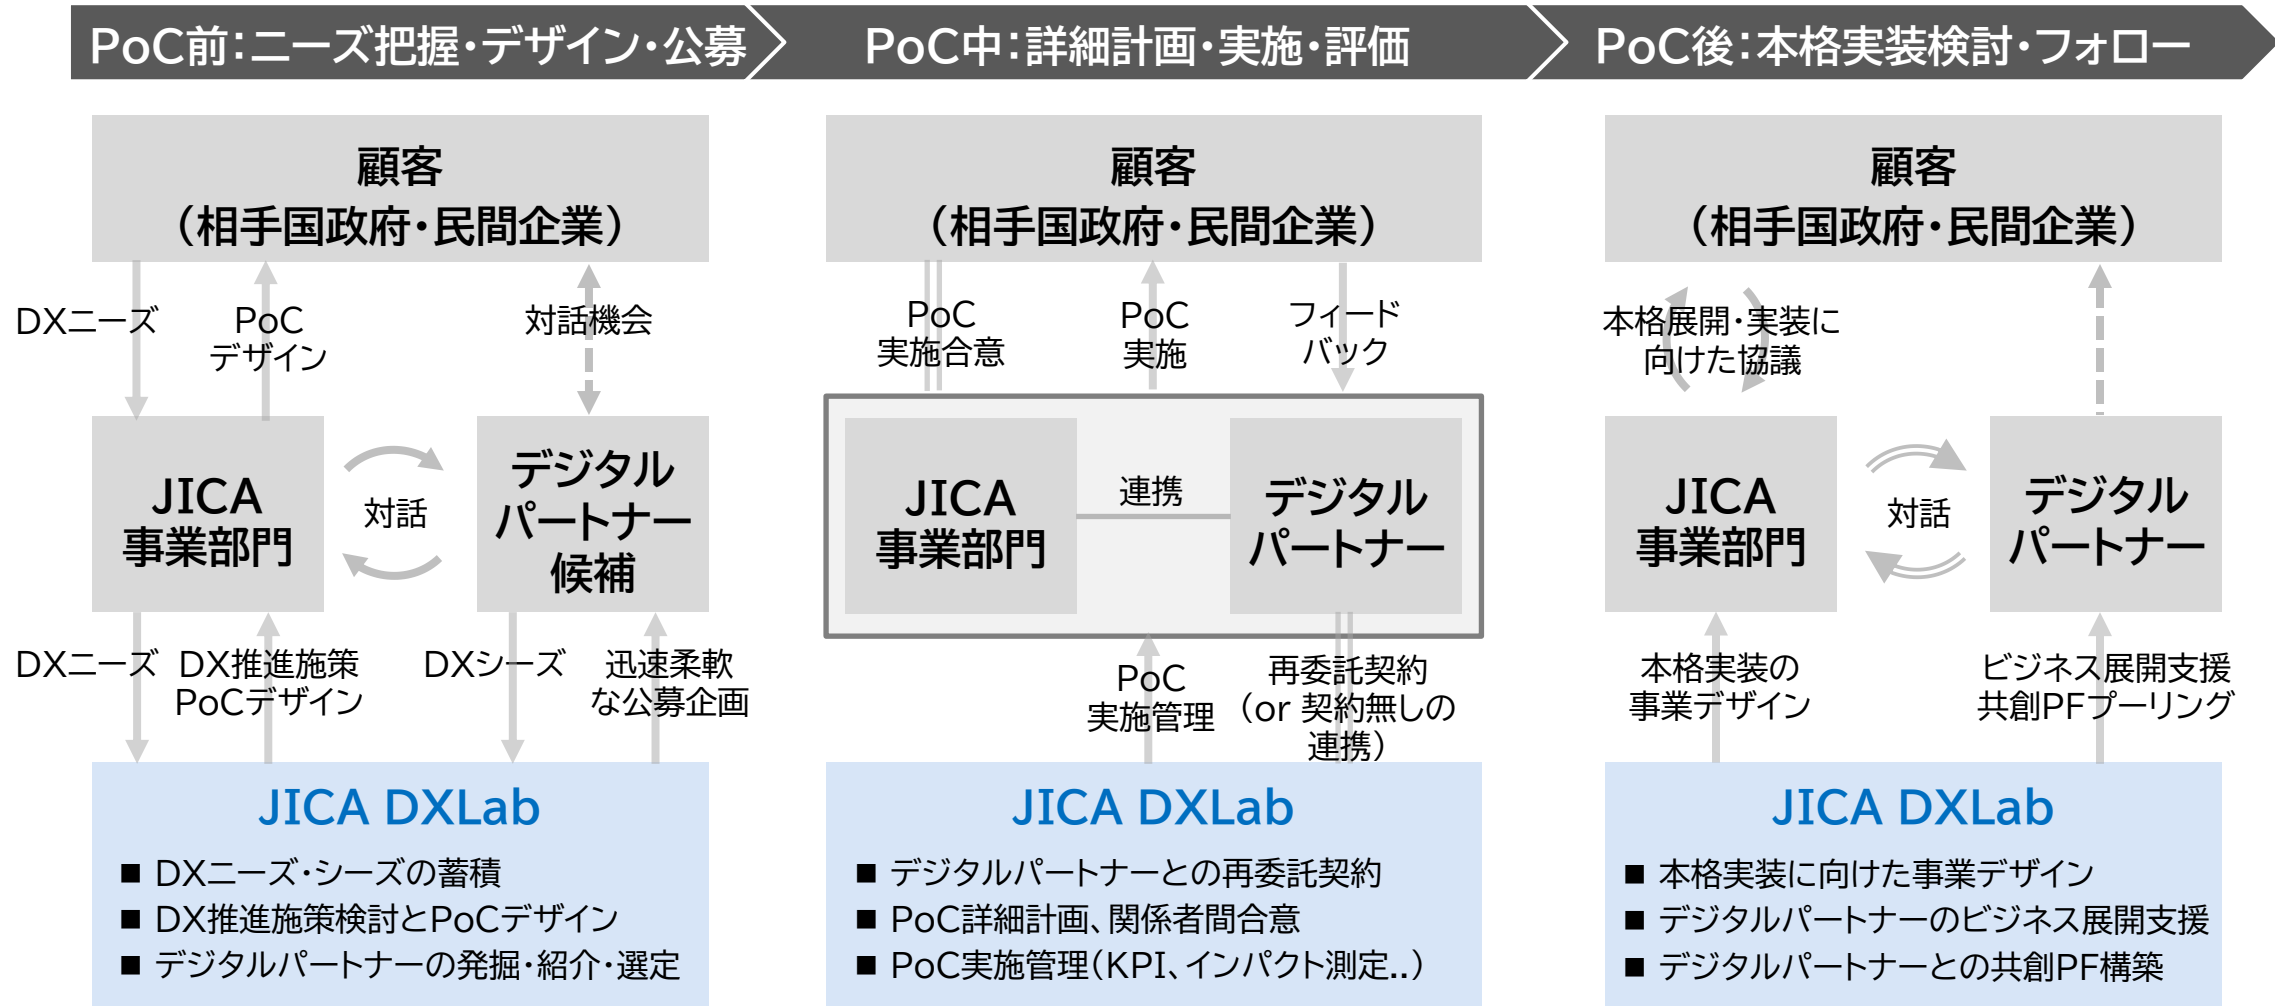 PoC前：ニーズ把握・デザイン・公募
PoC中：詳細計画・実施・評価
PoC後：本格実装検討・フォロー
顧客
（相手国政府・民間企業）
DXニーズ
PoC
デザイン
対話機会
JICA
事業部門
対話
デジタル
パートナー
候補
DXニーズ
DX推進施策
PoCデザイン
DXシーズ
迅速柔軟
な公募企画
JICA DXLab
■ DXニーズ・シーズの蓄積
■ DX推進施策検討とPoCデザイン
■ デジタルパートナーの発掘・紹介・選定
顧客
（相手国政府・民間企業）
PoC
実施合意
PoC
実施
フィード
バック
JICA
事業部門
連携
デジタル
パートナー
PoC
実施管理
再委託契約
（or 契約無しの
連携）
JICA DXLab
■ デジタルパートナーとの再委託契約
■ PoC詳細計画、関係者間合意
■ PoC実施管理（KPI、インパクト測定..）
顧客
（相手国政府・民間企業）
本格展開・実装に
向けた協議
JICA
事業部門
対話
デジタル
パートナー
本格実装の
事業デザイン
ビジネス展開支援
共創PFプーリング
JICA DXLab
■ 本格実装に向けた事業デザイン
■ デジタルパートナーのビジネス展開支援
■ デジタルパートナーとの共創PF構築